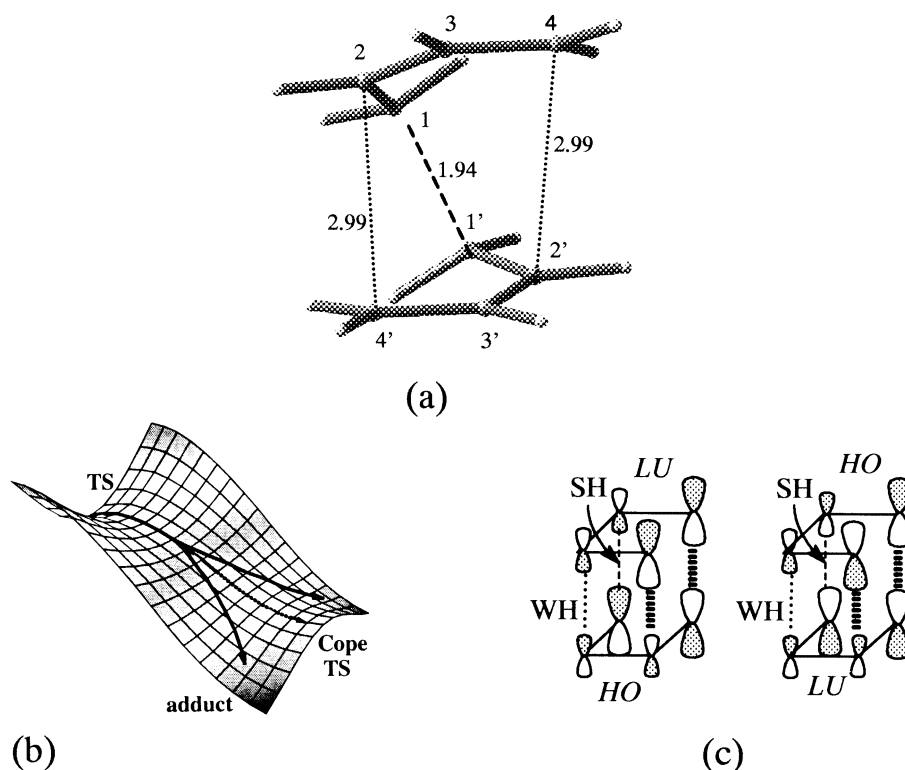 3
4
2
1
2.99
1.94
2.99
1'
2'
4'
3'
(a)
TS
Cope
TS
adduct
(b)
LU
HO
SH
SH
WH
WH
HO
LU
(c)